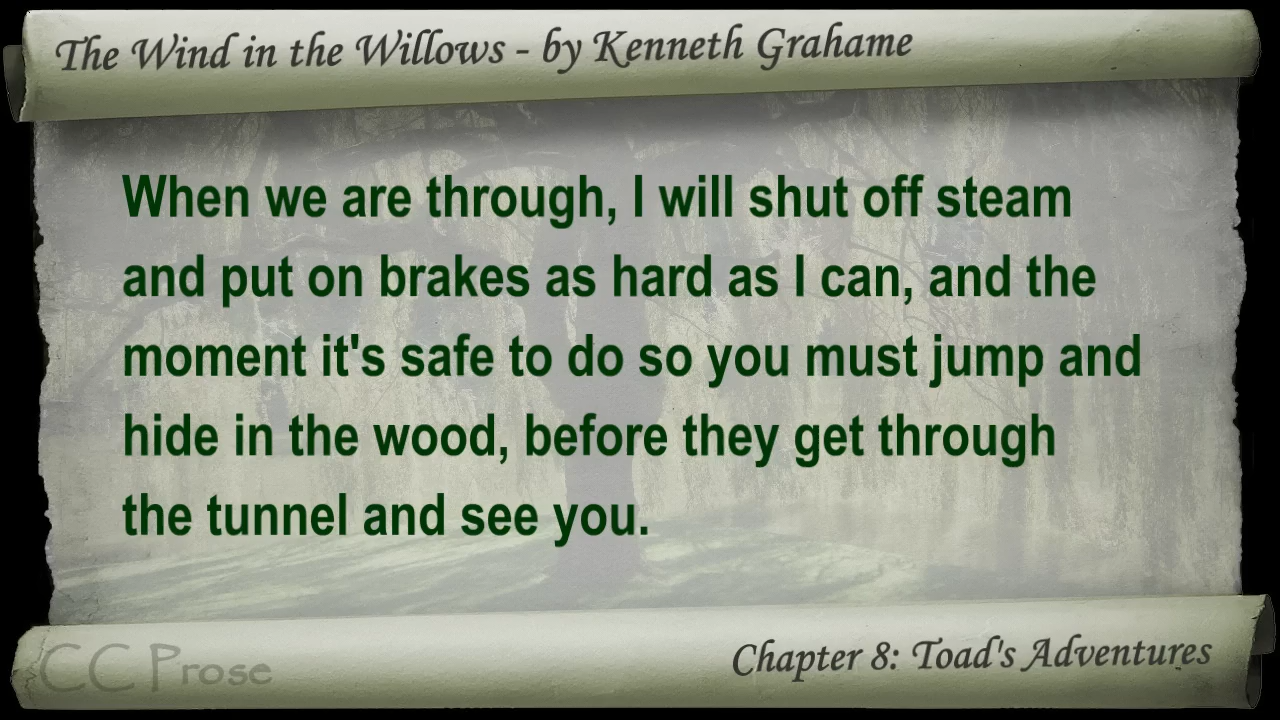 The Wind in the Willows - by Kenneth Grahame
When we are through, I will shut off steam
and put on brakes as hard as I can, and the
moment it's safe to do so you must jump and
hide in the wood, before they get through
the tunnel and see you.
CC Prose
Chapter 8: Toad's Adventures